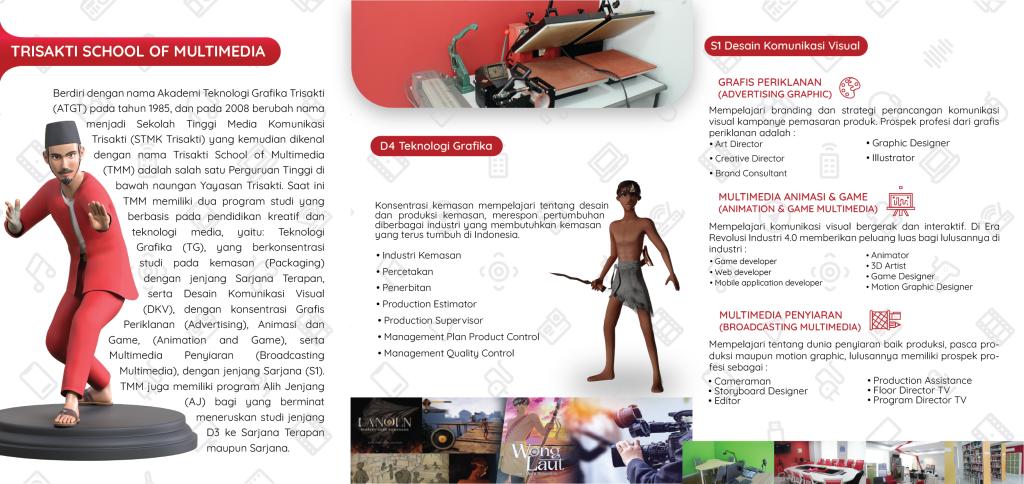 TRISAKTI SCHOOL OF MULTIMEDIA
Berdiri dengan nama Akademi Teknologi Grafika Trisakti
(ATGT) pada tahun 1985, dan pada 2008 berubah nama
menjadi Sekolah Tinggi Media Komunikasi
Trisakti (STMK Trisakti) yang kemudian dikenal
dengan nama Trisakti School of Multimedia
(TMM) adalah salah satu Perguruan Tinggi di
bawah naungan Yayasan Trisakti. Saat ini
TMM memiliki dua program studi yang
berbasis pada pendidikan kreatif dan
teknologi media, yaitu: Teknologi
Grafika (TG), yang berkonsentrasi
studi pada kemasan (Packaging)
dengan jenjang Sarjana Terapan,
serta Desain Komunikasi Visual
(DKV), dengan konsentrasi Grafis
Periklanan (Advertising), Animasi dan
Game, (Animation and Game), serta
Multimedia Penyiaran (Broadcasting
Multimedia), dengan jenjang Sarjana (S1).
TMM juga memiliki program Alih Jenjang
(AJ) bagi yang berminat
meneruskan studi jenjang
D3 ke Sarjana Terapan
maupun Sarjana.
D4 Teknologi Grafika
Konsentrasi kemasan mempelajari tentang desain
dan produksi kemasan, merespon pertumbuhan
diberbagai industri yang membutuhkan kemasan
yang terus tumbuh di Indonesia.
• Industri Kemasan
• Percetakan
• Penerbitan
• Production Estimator
• Production Supervisor
• Management Plan Product Control
• Management Quality Control
LANOEN
Wong
Laut
S1 Desain Komunikasi Visual
GRAFIS PERIKLANAN
(ADVERTISING GRAPHIC)
Mempelajari branding dan strategi perancangan komunikasi
visual kampanye pemasaran produk. Prospek profesi dari grafis
periklanan adalah :
• Art Director
• Creative Director
• Brand Consultant
• Graphic Designer
• Illustrator
MULTIMEDIA ANIMASI & GAME
(ANIMATION & GAME MULTIMEDIA)
Mempelajari komunikasi visual bergerak dan interaktif. Di Era
Revolusi Industri 4.0 memberikan peluang luas bagi lulusannya di
industri :
• Game developer
• Web developer
• Mobile application developer
• Animator
• 3D Artist
• Game Designer
• Motion Graphic Designer
MULTIMEDIA PENYIARAN
(BROADCASTING MULTIMEDIA)
Mempelajari tentang dunia penyiaran baik produksi, pasca pro-
duksi maupun motion graphic, lulusannya memiliki prospek pro-
fesi sebagai :
• Cameraman
• Storyboard Designer
• Editor
• Production Assistance
• Floor Director TV
• Program Director TV